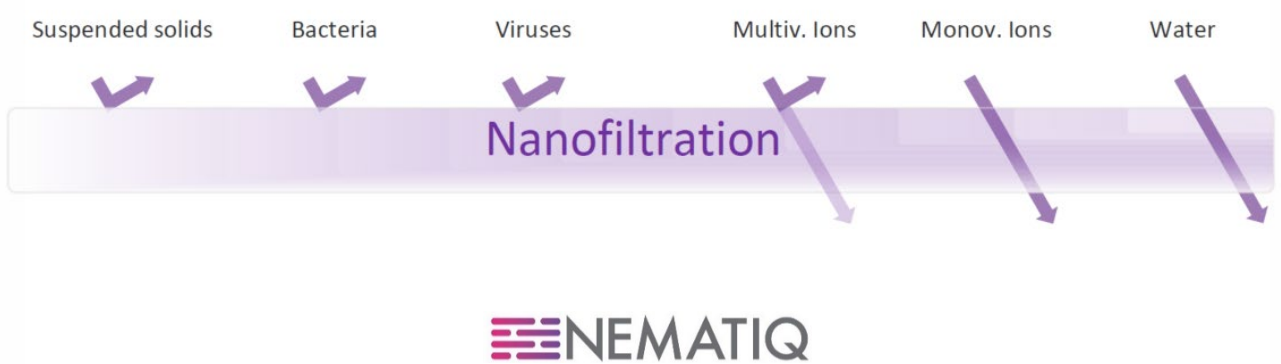 Suspended solids Bacteria Viruses Multiv. Ions Monov. Ions Water
Nanofiltration
NEMATIQ